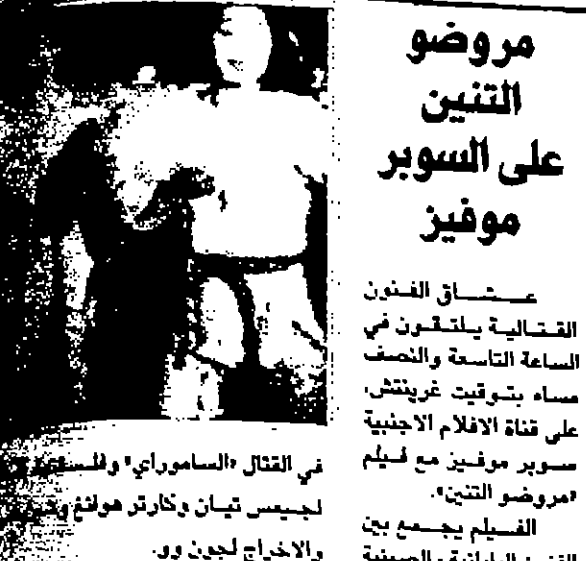 مروضو
التنين
على السوبر
موفيز
عشاق الفنون
القتالية يلتقون في
الساعة التاسعة والنصف
مساء بتوقيت غرينتش،
على قناة الافلام الاجنبية
سوبر موفيز مع فيلم
«مروضو التنين».
الفيلم يجمع بين
اليابانية والصينية
في القتال «الساموراي»
لجيمس تيان وكارتر هوانغ
والاخراج لجون وو.